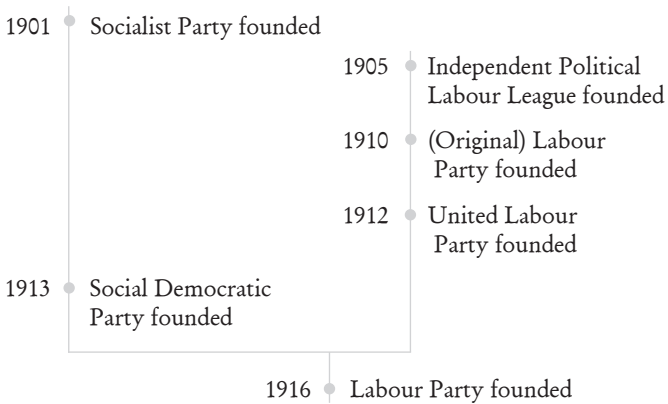 1901 Socialist Party founded
1905 Independent Political
Labour League founded
1910 (Original) Labour
Party founded
1912 United Labour
Party founded
1913 Social Democratic
Party founded
1916 Labour Party founded